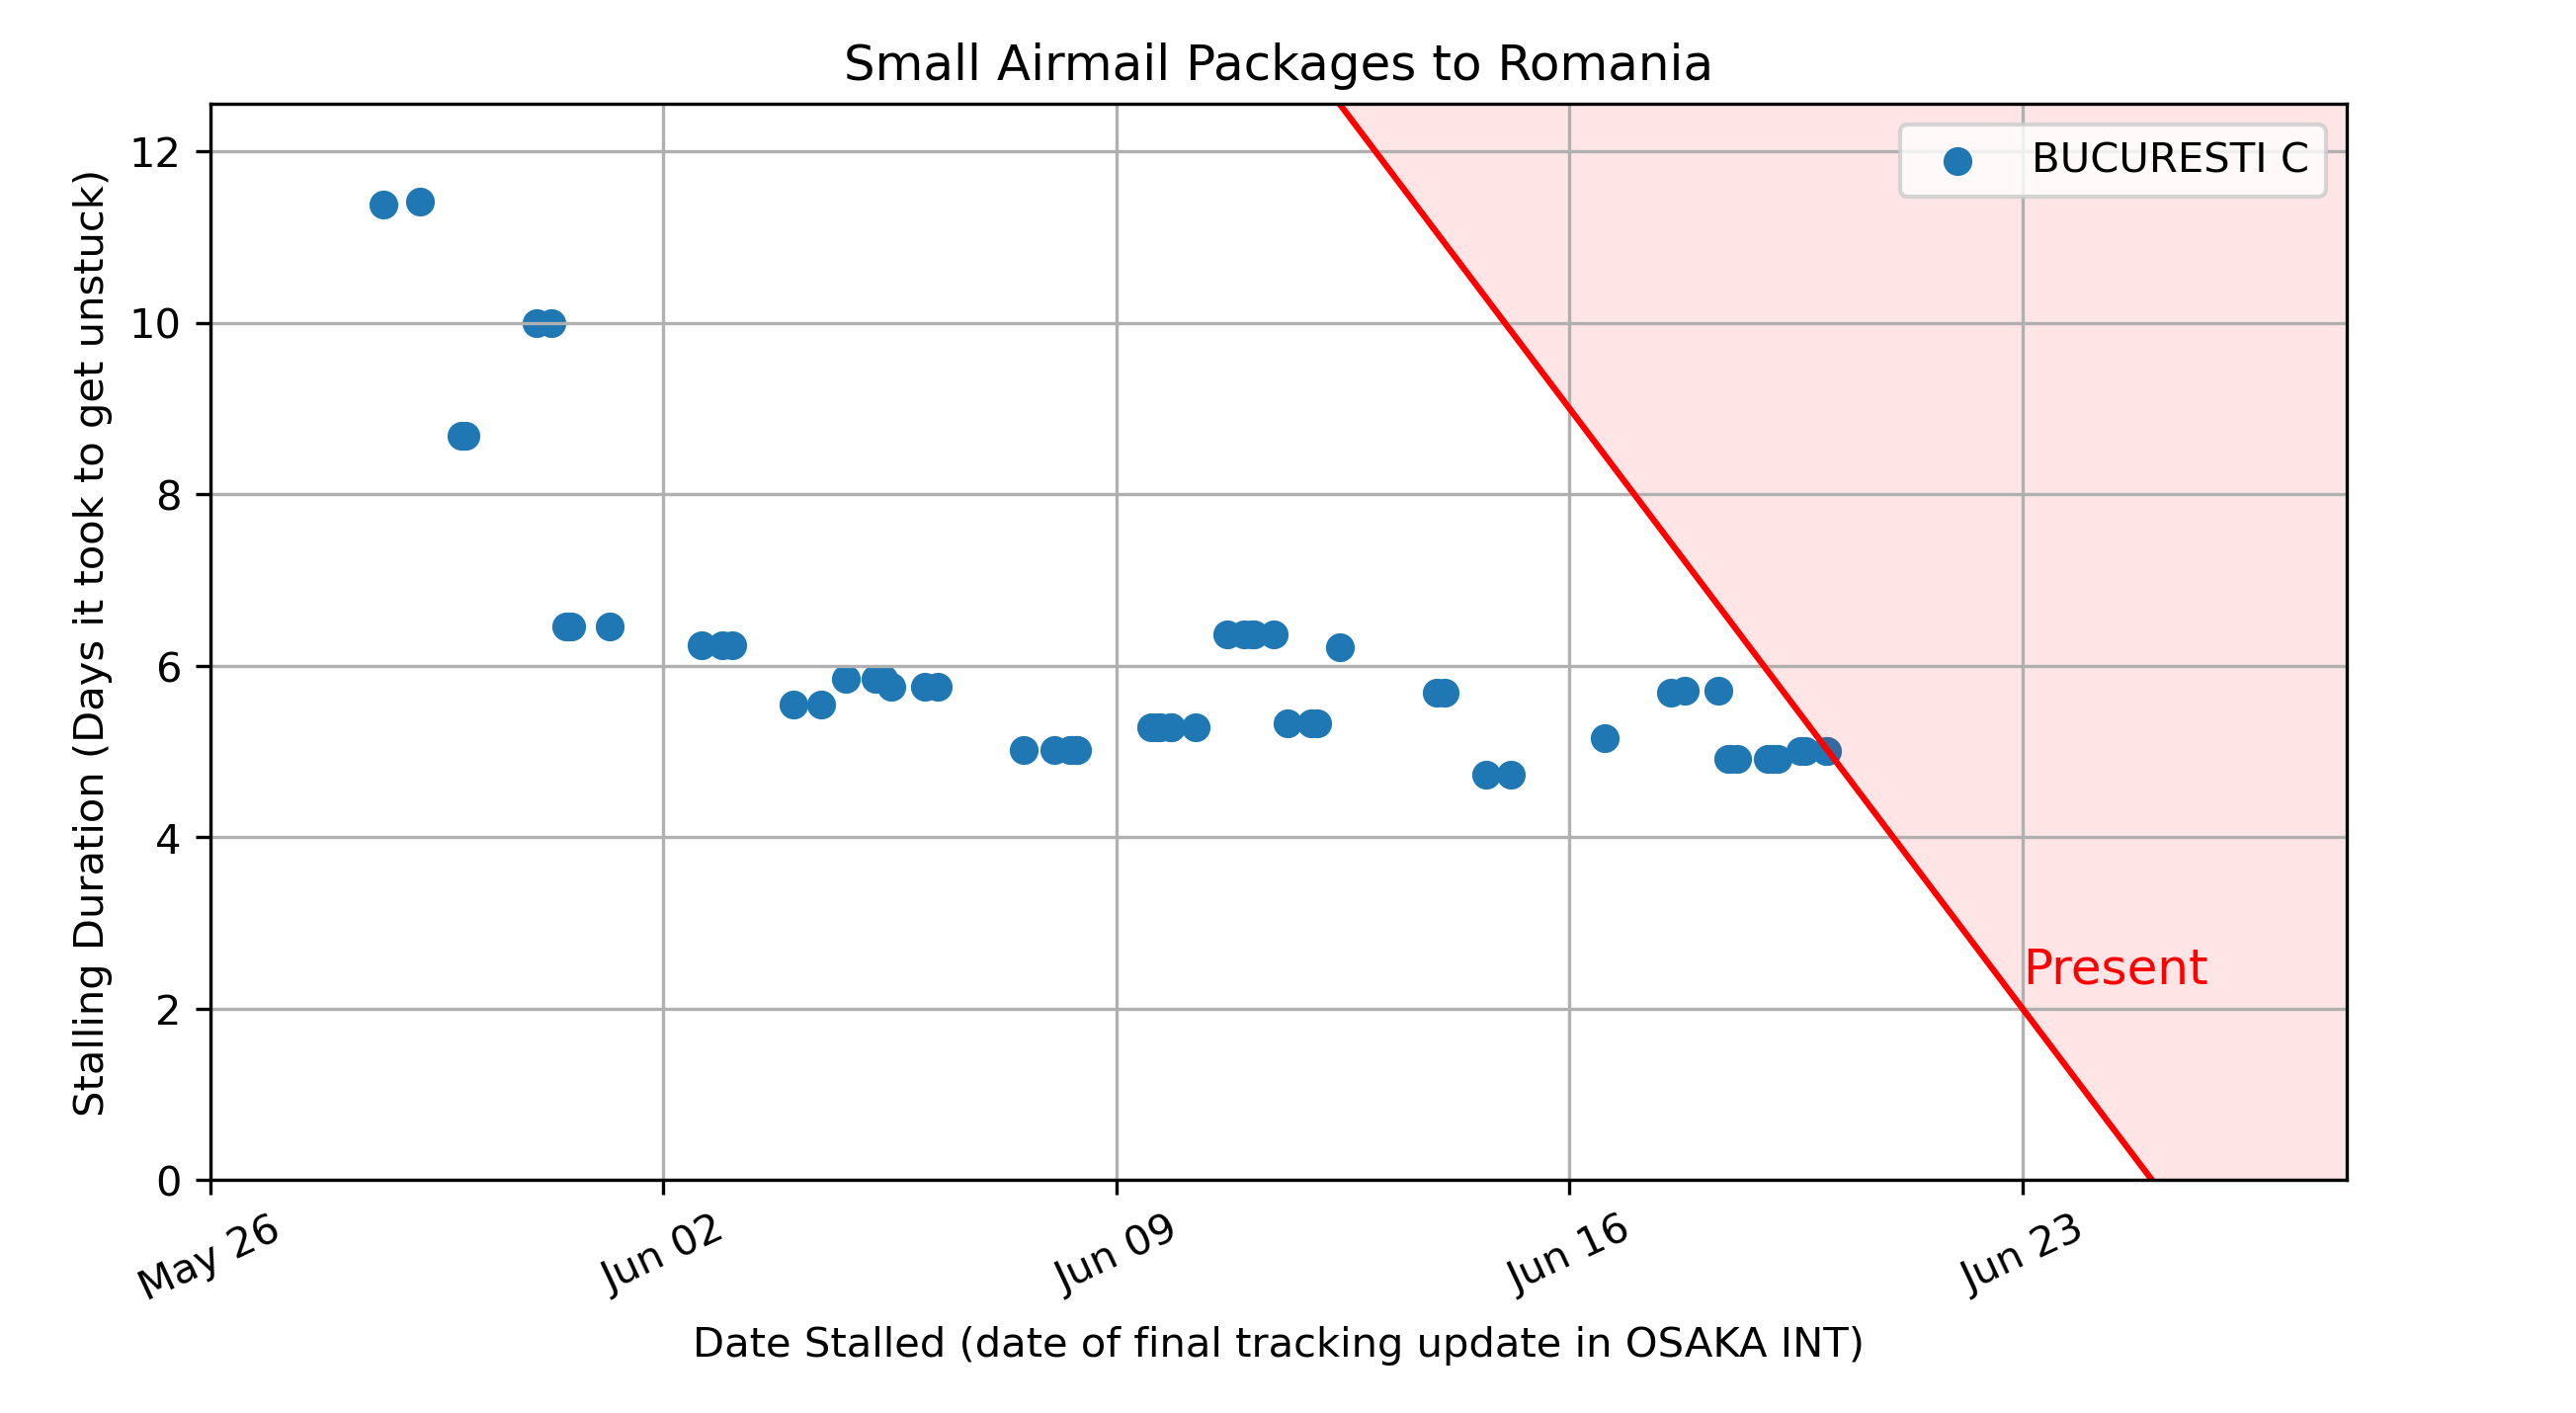 Small Airmail Packages to Romania
Stalling Duration (Days it took to get unstuck)
12
10
8
6
4
2
0
BUCURESTI C
Present
May 26
Jun 02
Jun 09
Jun 16
Jun 23
Date Stalled (date of final tracking update in OSAKA INT)